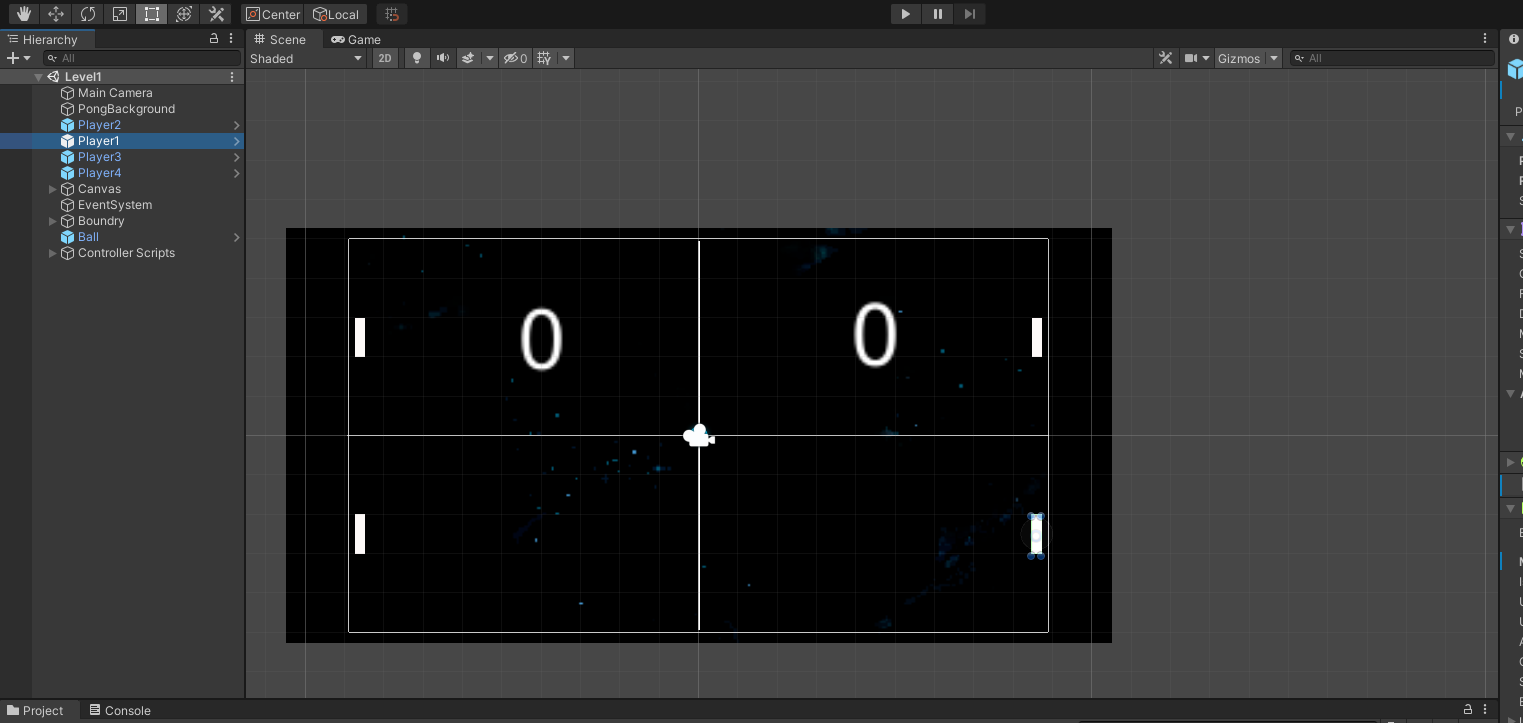 Center Local
Hierarchy
All
Level1
Main Camera
PongBackground
Player2
Player1
Player3
Player4
Canvas
EventSystem
Boundry
Ball
Controller Scripts
Scene Game
Shaded 2D 0 Gizmos All
0 0
Project Console